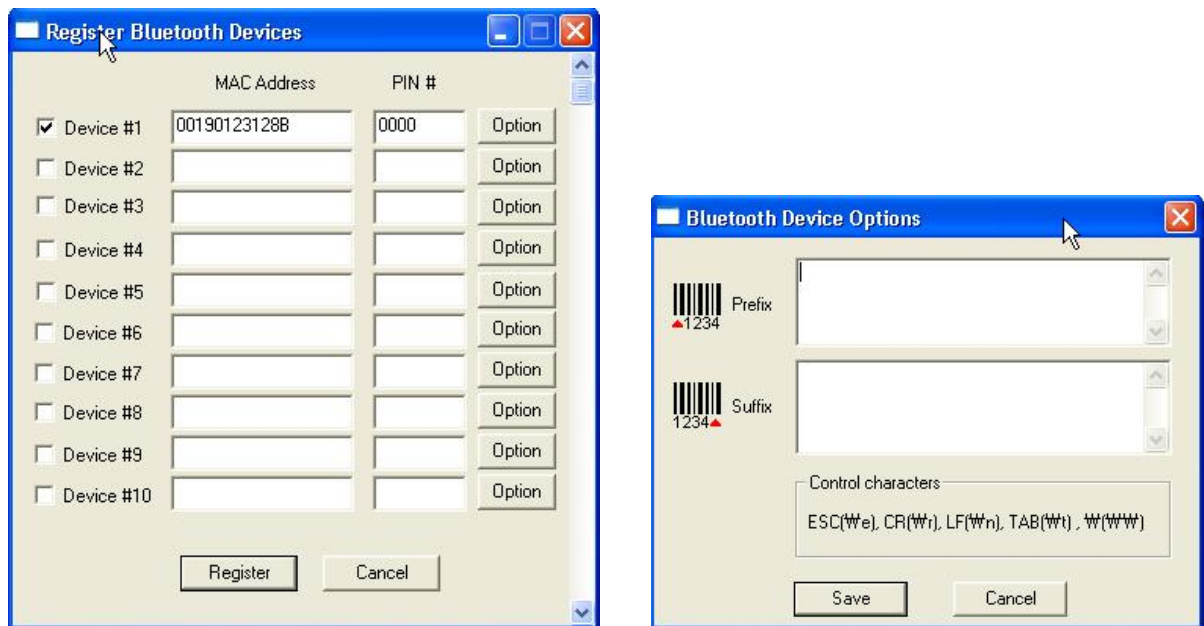 Register Bluetooth Devices
MAC Address PIN #
Device #1 00190123128B 0000 Option
Device #2 Option
Device #3 Option
Device #4 Option
Device #5 Option
Device #6 Option
Device #7 Option
Device #8 Option
Device #9 Option
Device #10 Option
Register Cancel
Bluetooth Device Options
Prefix
1234
Suffix
1234
Control characters
ESC(₩e), CR(₩r), LF(₩n), TAB(₩t) , ₩(₩₩)
Save Cancel